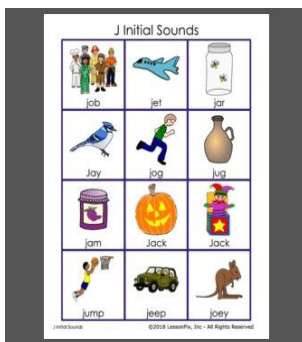 J Initial Sounds
job jet jar
Jay jog jug
jam Jack Jack
jump jeep joey
J Initial Sounds ©2018 LessonPix, Inc - All Rights Reserved